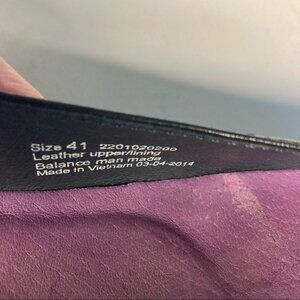 Size 41 2201020200
Leather upper/lining
Balance man made
Made in Vietnam 03-04-2014